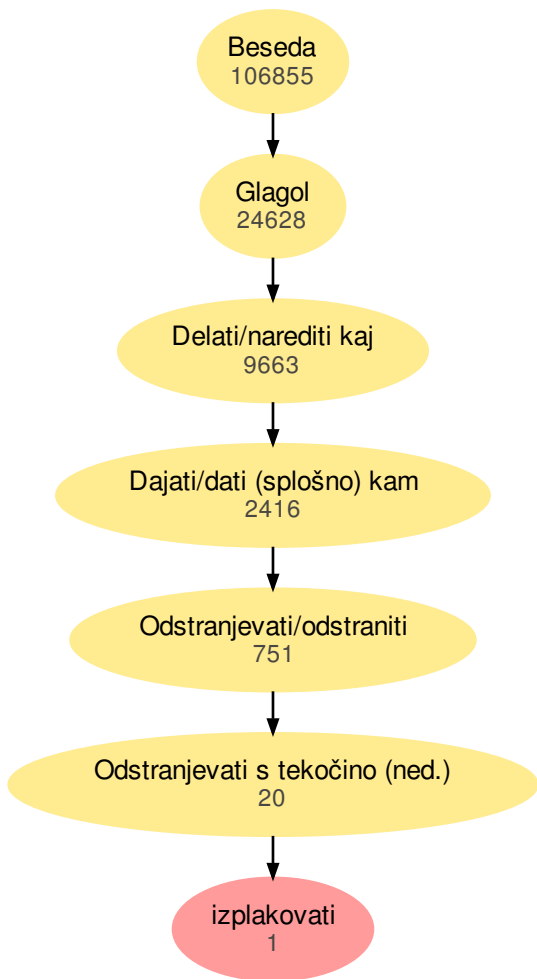 Beseda
106855
Glagol
24628
Delati/narediti kaj
9663
Dajati/dati (splošno) kam
2416
Odstranjevati/odstraniti
751
Odstranjevati s tekočino (ned.)
20
izplakovati
1